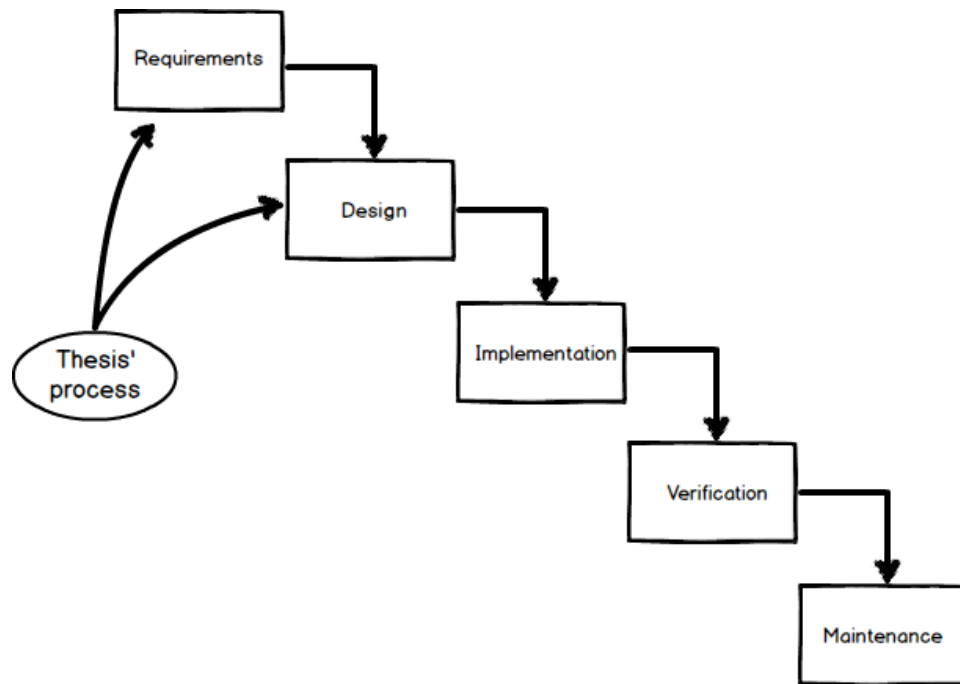 Requirements
Design
Implementation
Thesis'
process
Verification
Maintenance